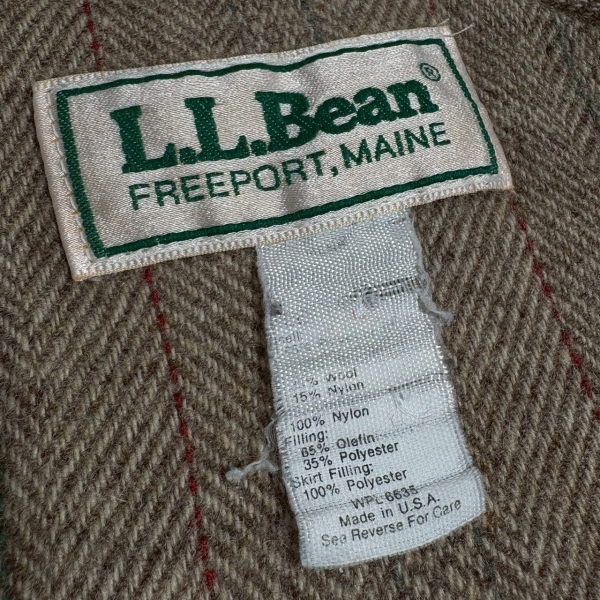 L.L.Bean®
FREEPORT, MAINE
% Wool
15% Nylon
100% Nylon
Filling:
65% Olefin
35% Polyester
Skirt Filling:
100% Polyester
WPL 6635
Made in U.S.A.
See Reverse For Care